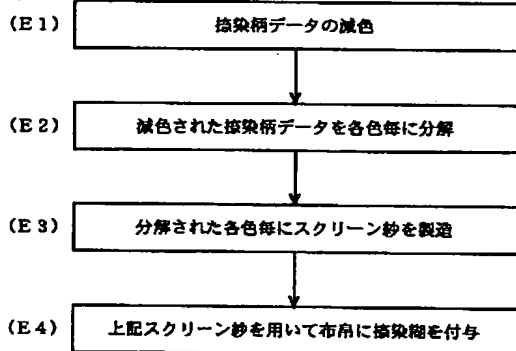 (E1) 捺染柄データの減色
(E2) 減色された捺染柄データを各色毎に分解
(E3) 分解された各色毎にスクリーン紗を製造
(E4) 上記スクリーン紗を用いて布帛に捺染糊を付与